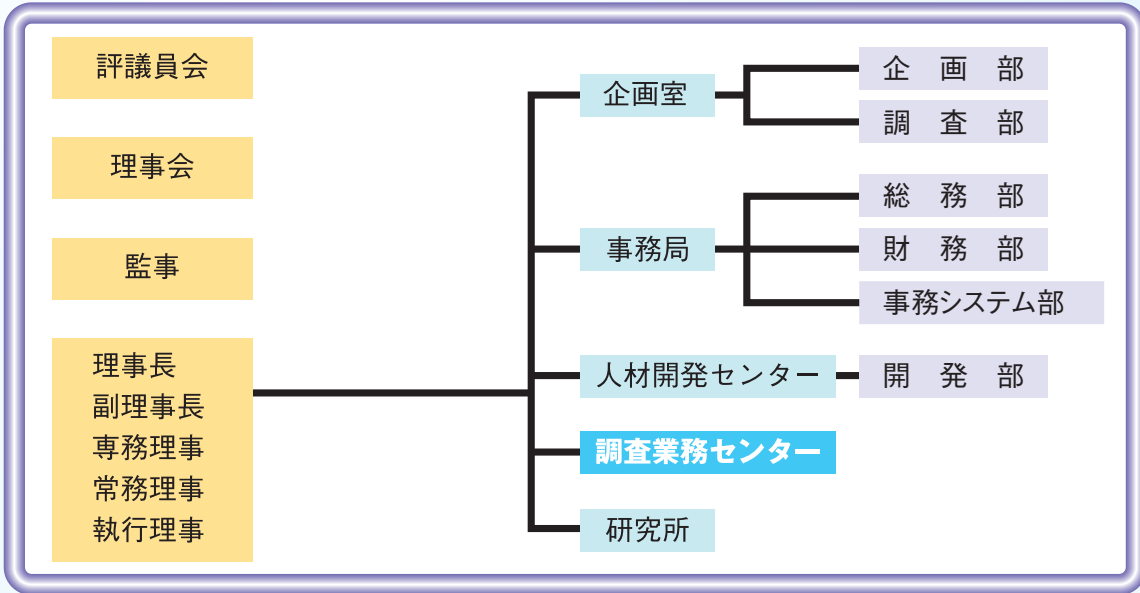 評議員会
理事会
監事
理事長
副理事長
専務理事
常務理事
執行理事
企画室
企画部
調査部
事務局
総務部
財務部
事務システム部
人材開発センター
開発部
調査業務センター
研究所